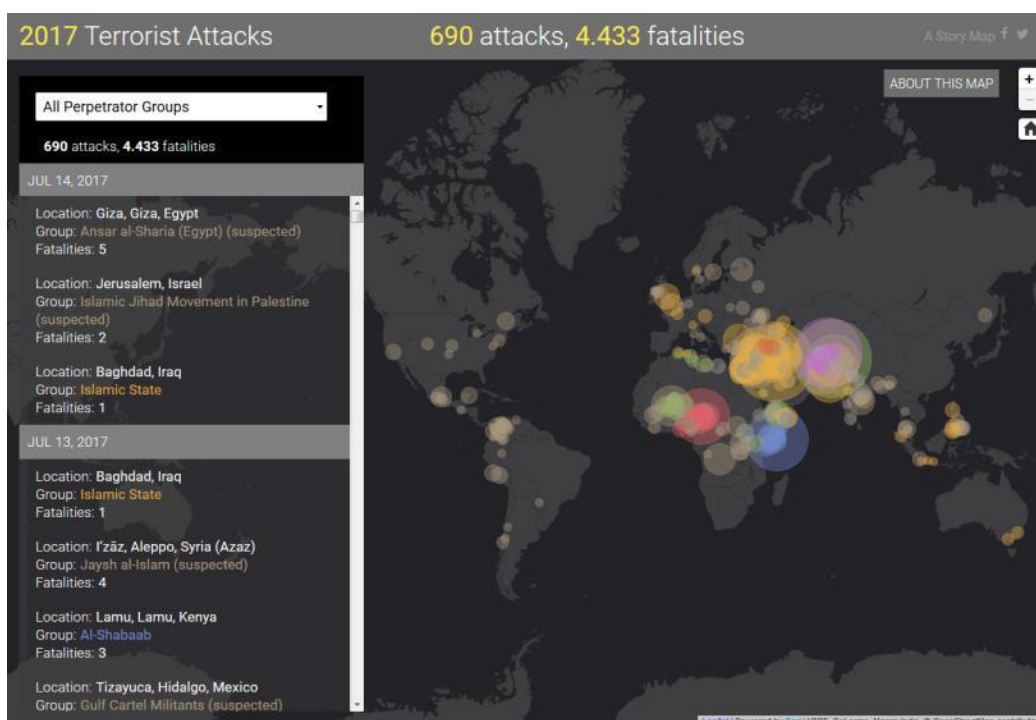 2017 Terrorist Attacks
690 attacks, 4.433 fatalities
A Story Map
ABOUT THIS MAP
+
−
All Perpetrator Groups
690 attacks, 4.433 fatalities
JUL 14, 2017
Location: Giza, Giza, Egypt
Group: Ansar al-Sharia (Egypt) (suspected)
Fatalities: 5
Location: Jerusalem, Israel
Group: Islamic Jihad Movement in Palestine
(suspected)
Fatalities: 2
Location: Baghdad, Iraq
Group: Islamic State
Fatalities: 1
JUL 13, 2017
Location: Baghdad, Iraq
Group: Islamic State
Fatalities: 1
Location: I'zāz, Aleppo, Syria (Azaz)
Group: Jaysh al-Islam (suspected)
Fatalities: 4
Location: Lamu, Lamu, Kenya
Group: Al-Shabaab
Fatalities: 3
Location: Tizayuca, Hidalgo, Mexico
Group: Gulf Cartel Militants (suspected)